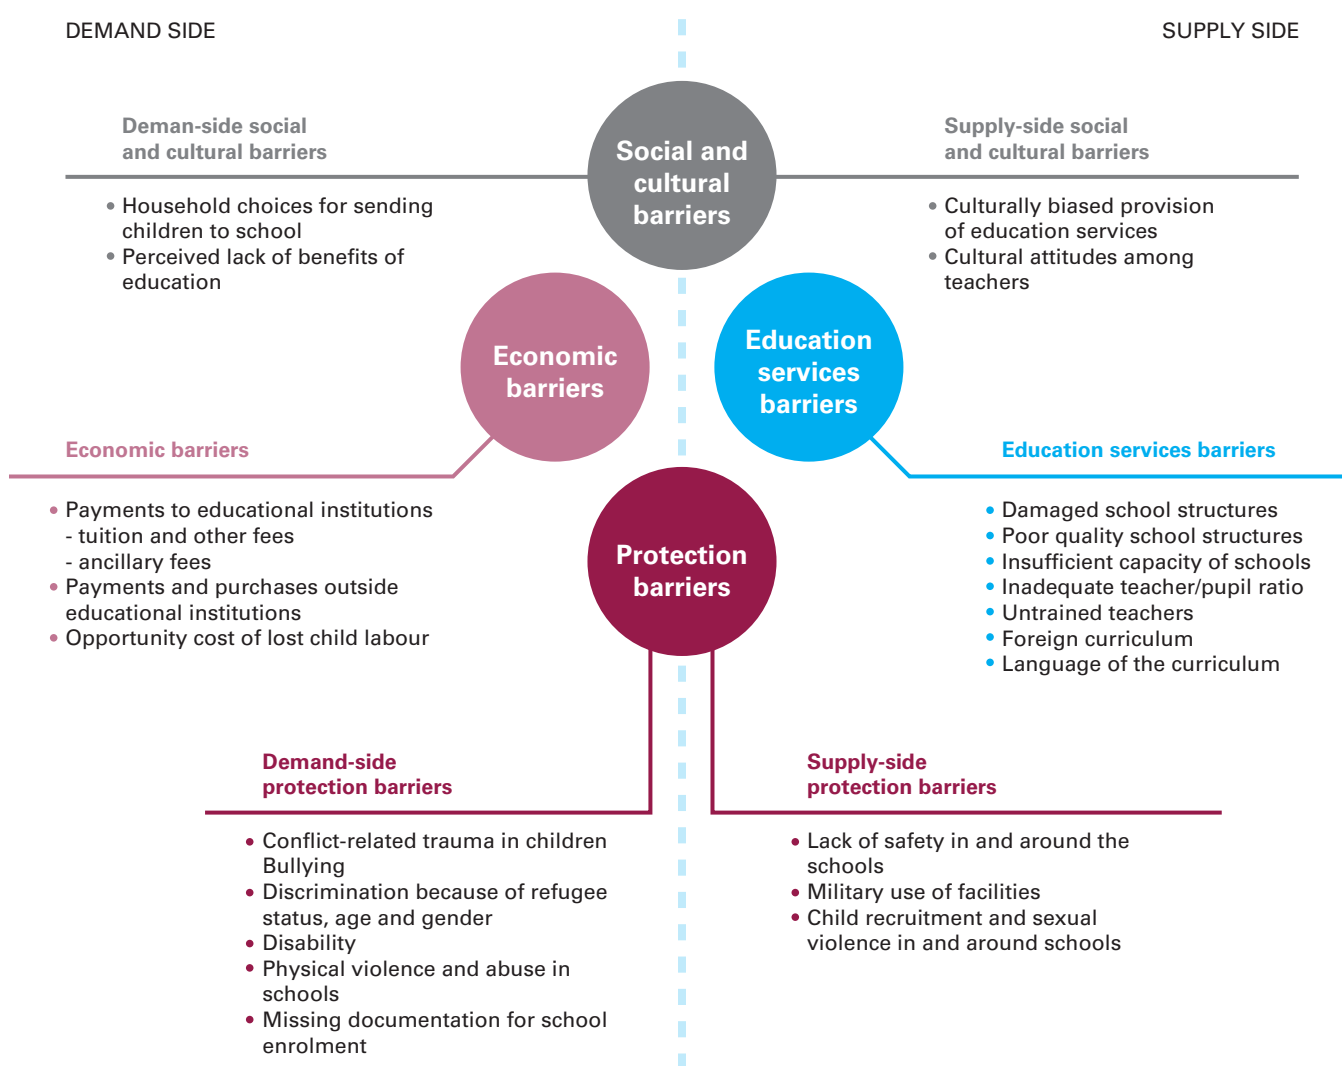 DEMAND SIDE
SUPPLY SIDE
Social and
cultural
barriers
Deman-side social
and cultural barriers
• Household choices for sending
children to school
• Perceived lack of benefits of
education
Supply-side social
and cultural barriers
• Culturally biased provision
of education services
• Cultural attitudes among
teachers
Economic
barriers
Education
services
barriers
Economic barriers
• Payments to educational institutions
- tuition and other fees
- ancillary fees
• Payments and purchases outside
educational institutions
• Opportunity cost of lost child labour
Education services barriers
• Damaged school structures
• Poor quality school structures
• Insufficient capacity of schools
• Inadequate teacher/pupil ratio
• Untrained teachers
• Foreign curriculum
• Language of the curriculum
Protection
barriers
Demand-side
protection barriers
• Conflict-related trauma in children
Bullying
• Discrimination because of refugee
status, age and gender
• Disability
• Physical violence and abuse in
schools
• Missing documentation for school
enrolment
Supply-side
protection barriers
• Lack of safety in and around the
schools
• Military use of facilities
• Child recruitment and sexual
violence in and around schools